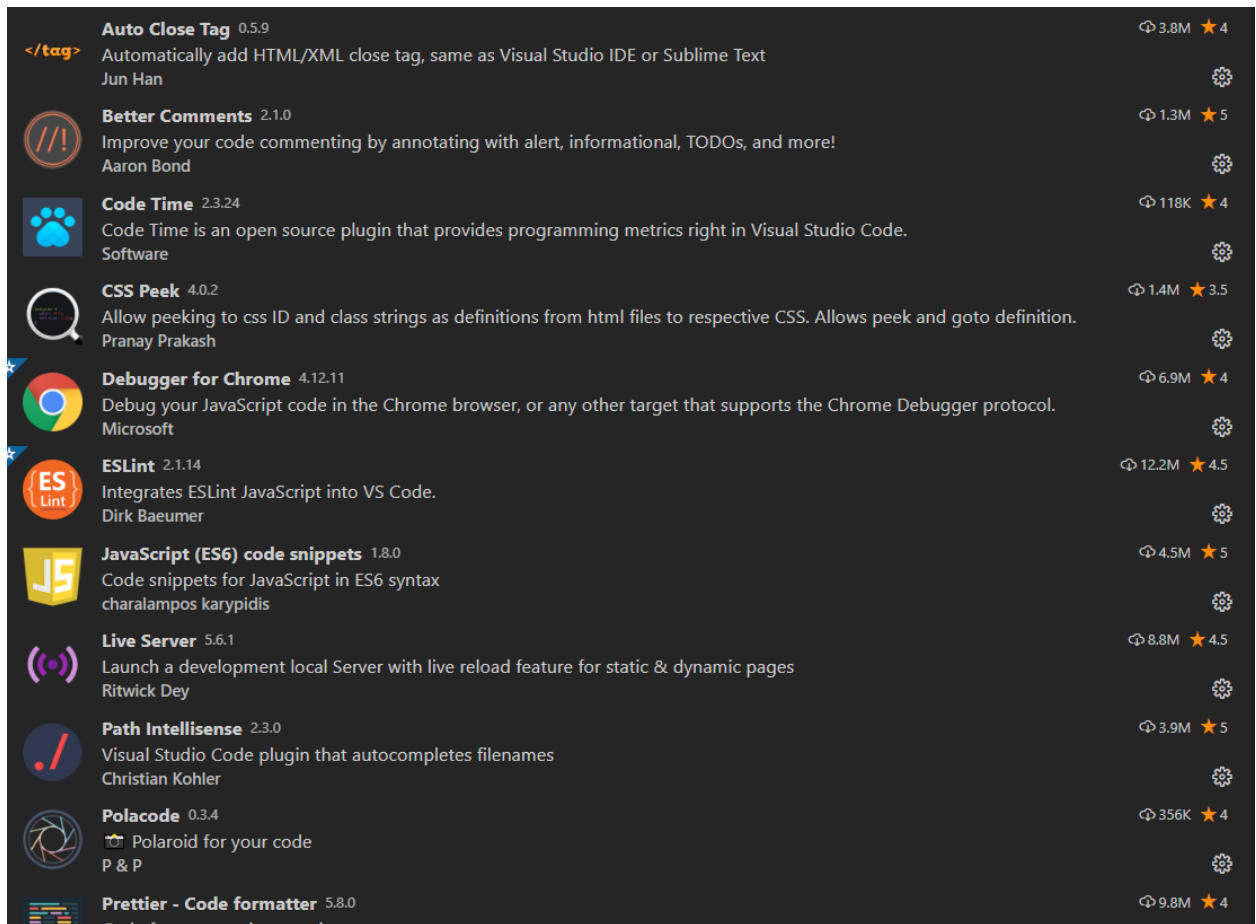 </tag>
Auto Close Tag 0.5.9 3.8M ★ 4
Automatically add HTML/XML close tag, same as Visual Studio IDE or Sublime Text
Jun Han
//!
Better Comments 2.1.0 1.3M ★ 5
Improve your code commenting by annotating with alert, informational, TODOs, and more!
Aaron Bond
Code Time 2.3.24 118K ★ 4
Code Time is an open source plugin that provides programming metrics right in Visual Studio Code.
Software
CSS Peek 4.0.2 1.4M ★ 3.5
Allow peeking to css ID and class strings as definitions from html files to respective CSS. Allows peek and goto definition.
Pranay Prakash
Debugger for Chrome 4.12.11 6.9M ★ 4
Debug your JavaScript code in the Chrome browser, or any other target that supports the Chrome Debugger protocol.
Microsoft
{ES
Lint}
ESLint 2.1.14 12.2M ★ 4.5
Integrates ESLint JavaScript into VS Code.
Dirk Baeumer
JS
JavaScript (ES6) code snippets 1.8.0 4.5M ★ 5
Code snippets for JavaScript in ES6 syntax
charalampos karypidis
Live Server 5.6.1 8.8M ★ 4.5
Launch a development local Server with live reload feature for static & dynamic pages
Ritwick Dey
./
Path Intellisense 2.3.0 3.9M ★ 5
Visual Studio Code plugin that autocompletes filenames
Christian Kohler
Polacode 0.3.4 356K ★ 4
📷 Polaroid for your code
P & P
Prettier - Code formatter 5.8.0 9.8M ★ 4